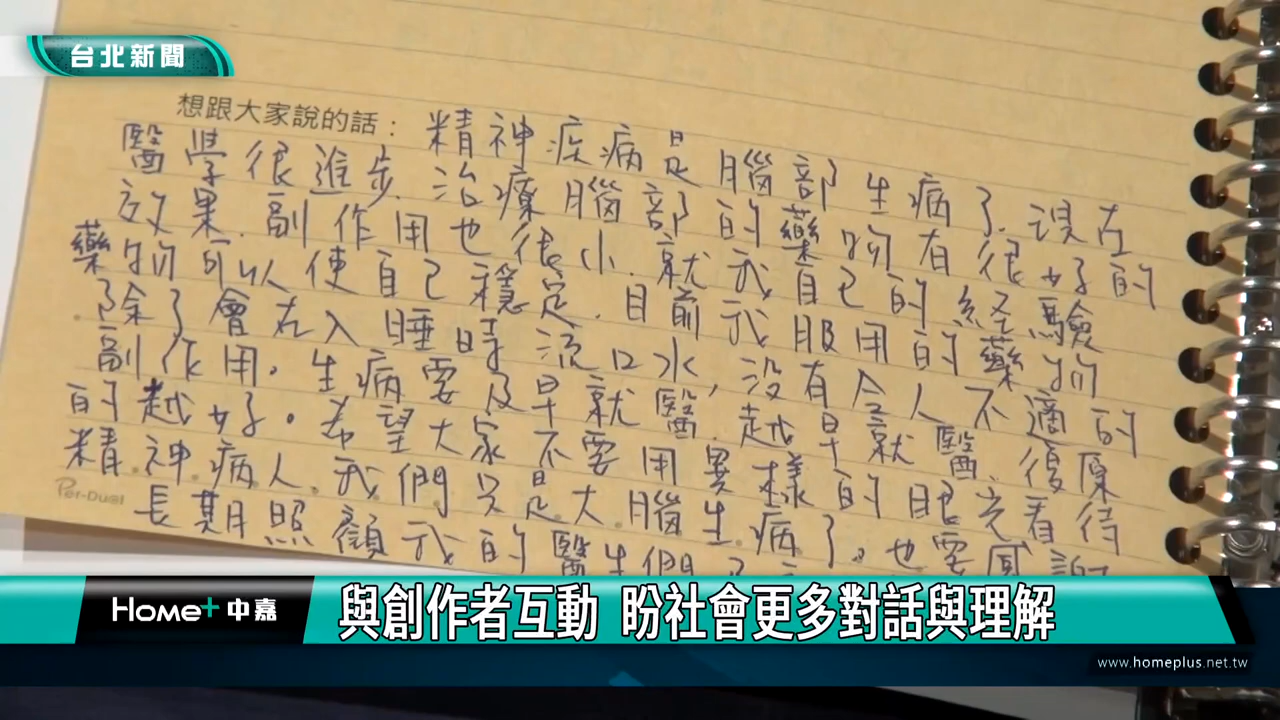 台北新聞
想跟大家說的話：精神疾病是腦部生病了.現在
醫學很進步.治療腦部的藥物有很好的
效果.副作用也很小.就我自己的經驗
藥物可以使自己穩定.目前我服用的藥物
除了會在入睡時流口水,沒有令人不適的
副作用。生病要及早就醫.越早就醫、復原
的越好。希望大家不要用異樣的眼光看待
精神病人.我們只是大腦生病了。也要感謝
長期照顧我的醫生們
Per-Duel
Home+中嘉
與創作者互動 盼社會更多對話與理解
www.homeplus.net.tw